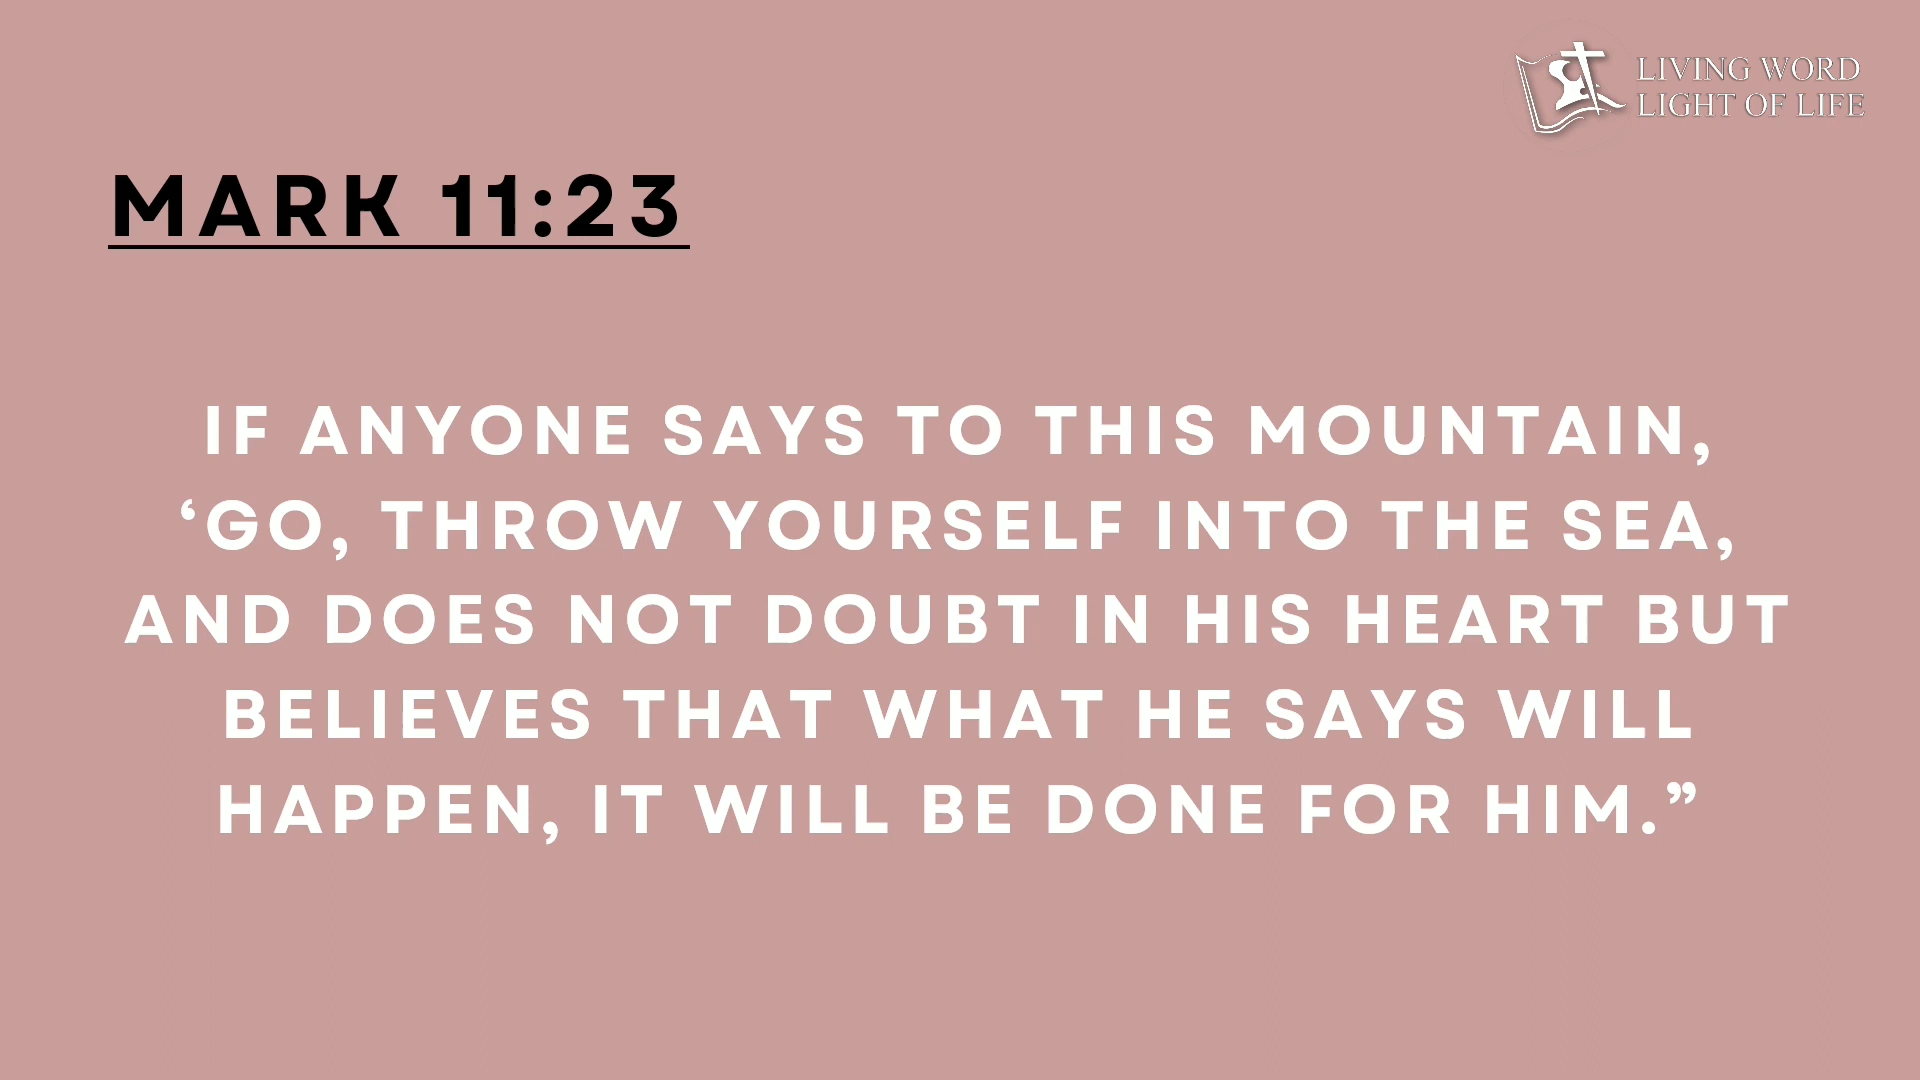 LIVING WORD
LIGHT OF LIFE
MARK 11:23
IF ANYONE SAYS TO THIS MOUNTAIN,
‘GO, THROW YOURSELF INTO THE SEA,
AND DOES NOT DOUBT IN HIS HEART BUT
BELIEVES THAT WHAT HE SAYS WILL
HAPPEN, IT WILL BE DONE FOR HIM.”